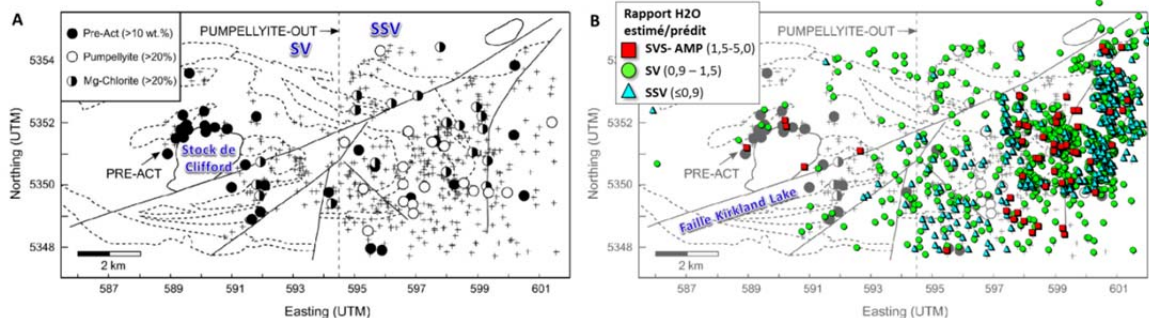 A
Pre-Act (>10 wt.%)
Pumpellyite (>20%)
Mg-Chlorite (>20%)
PUMPELLYITE-OUT
SV
SSV
Stock de
Clifford
PRE-ACT
2 km
5354
5352
5350
5348
Northing (UTM)
587
589
591
593
595
597
599
601
Easting (UTM)
B
Rapport H2O
estimé/prédit
SVS- AMP (1,5-5,0)
SV (0,9 – 1,5)
SSV (≤0,9)
PUMPELLYITE-OUT
PRE-ACT
Faille Kirkland Lake
2 km
5354
5352
5350
5348
Northing (UTM)
587
589
591
593
595
597
599
601
Easting (UTM)